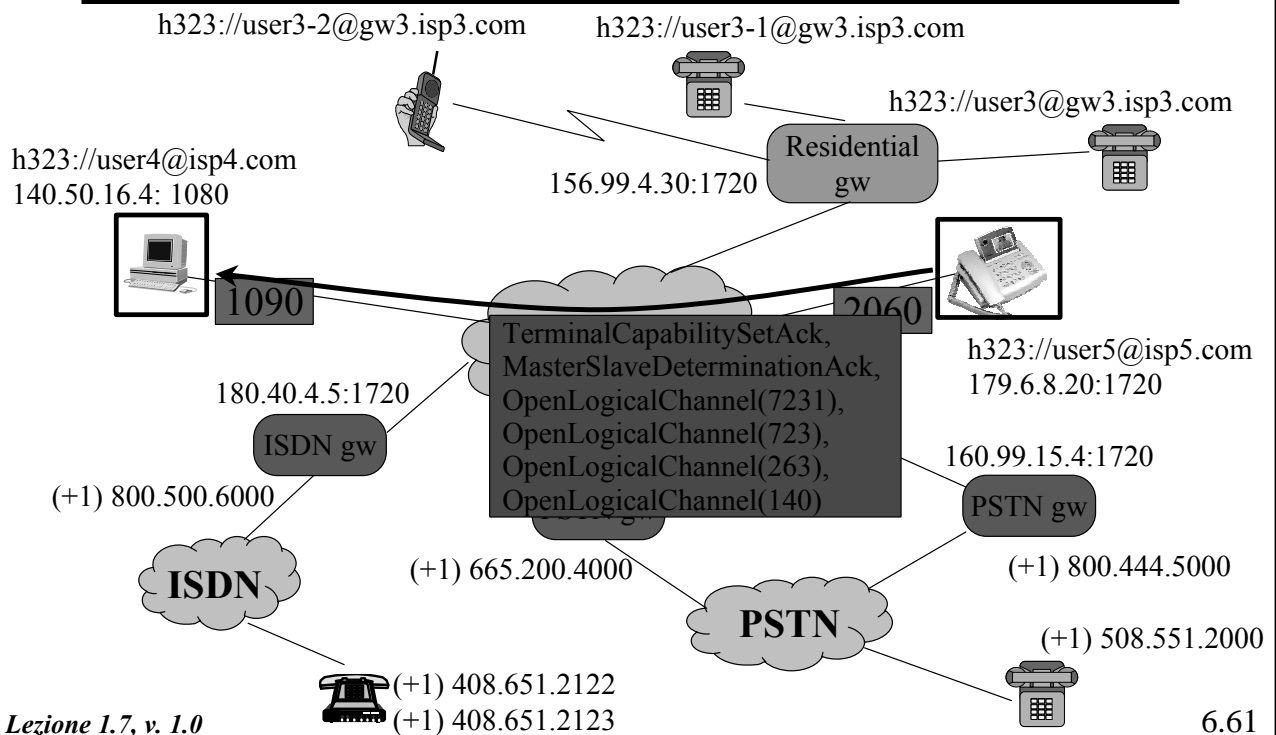 h323://user3-2@gw3.isp3.com
h323://user3-1@gw3.isp3.com
h323://user3@gw3.isp3.com
Residential
gw
156.99.4.30:1720
h323://user4@isp4.com
140.50.16.4: 1080
1090
2060
h323://user5@isp5.com
179.6.8.20:1720
TerminalCapabilitySetAck,
MasterSlaveDeterminationAck,
OpenLogicalChannel(7231),
OpenLogicalChannel(723),
OpenLogicalChannel(263),
OpenLogicalChannel(140)
180.40.4.5:1720
ISDN gw
(+1) 800.500.6000
160.99.15.4:1720
PSTN gw
gw
(+1) 665.200.4000
(+1) 800.444.5000
ISDN
PSTN
(+1) 508.551.2000
(+1) 408.651.2122
(+1) 408.651.2123
Lezione 1.7, v. 1.0
6.61